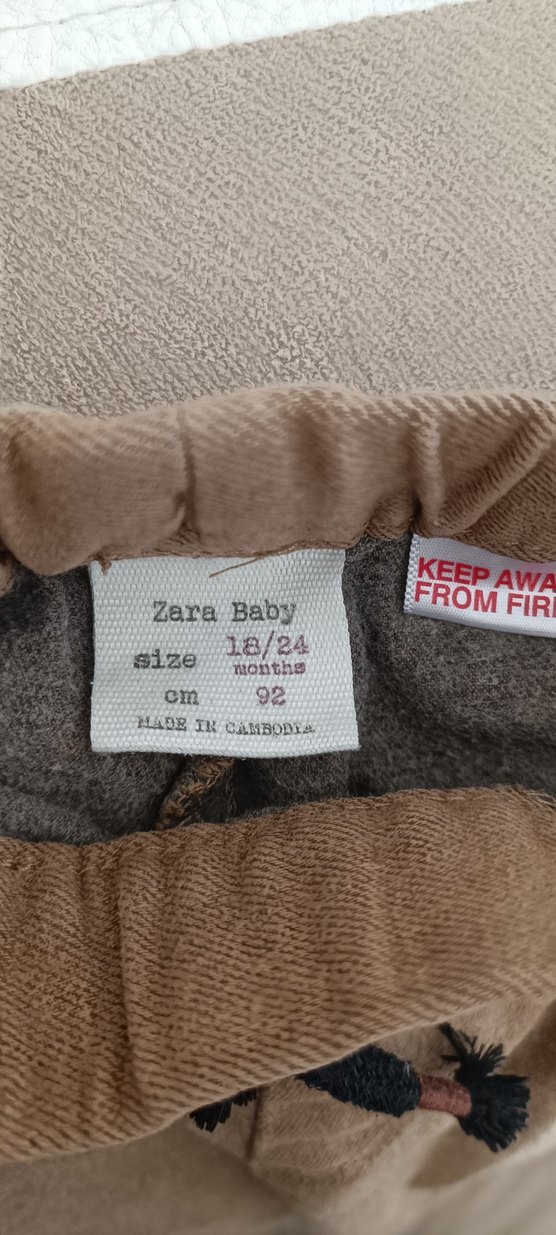 Zara Baby
size 18/24
months
cm 92
MADE IN CAMBODIA
KEEP AWA
FROM FIR